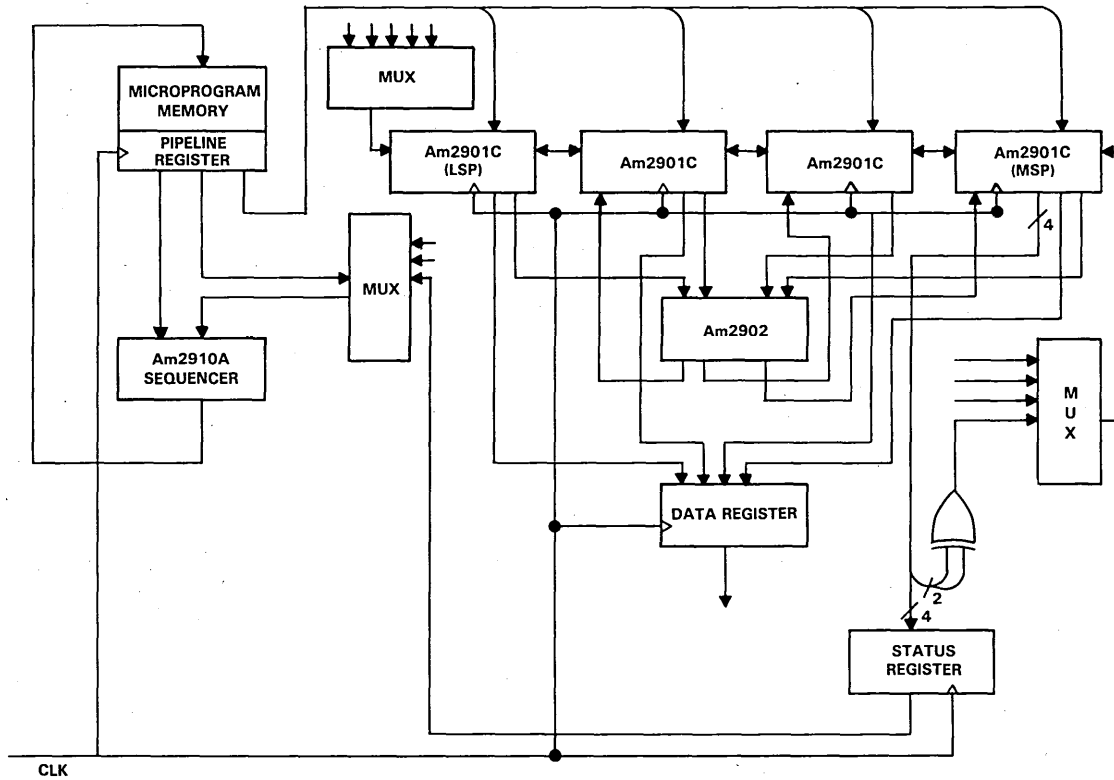 MICROPROGRAM
MEMORY
PIPELINE
REGISTER
MUX
Am2901C
(LSP)
Am2901C
Am2901C
Am2901C
(MSP)
4
MUX
Am2902
Am2910A
SEQUENCER
M
U
X
DATA REGISTER
2
4
STATUS
REGISTER
CLK